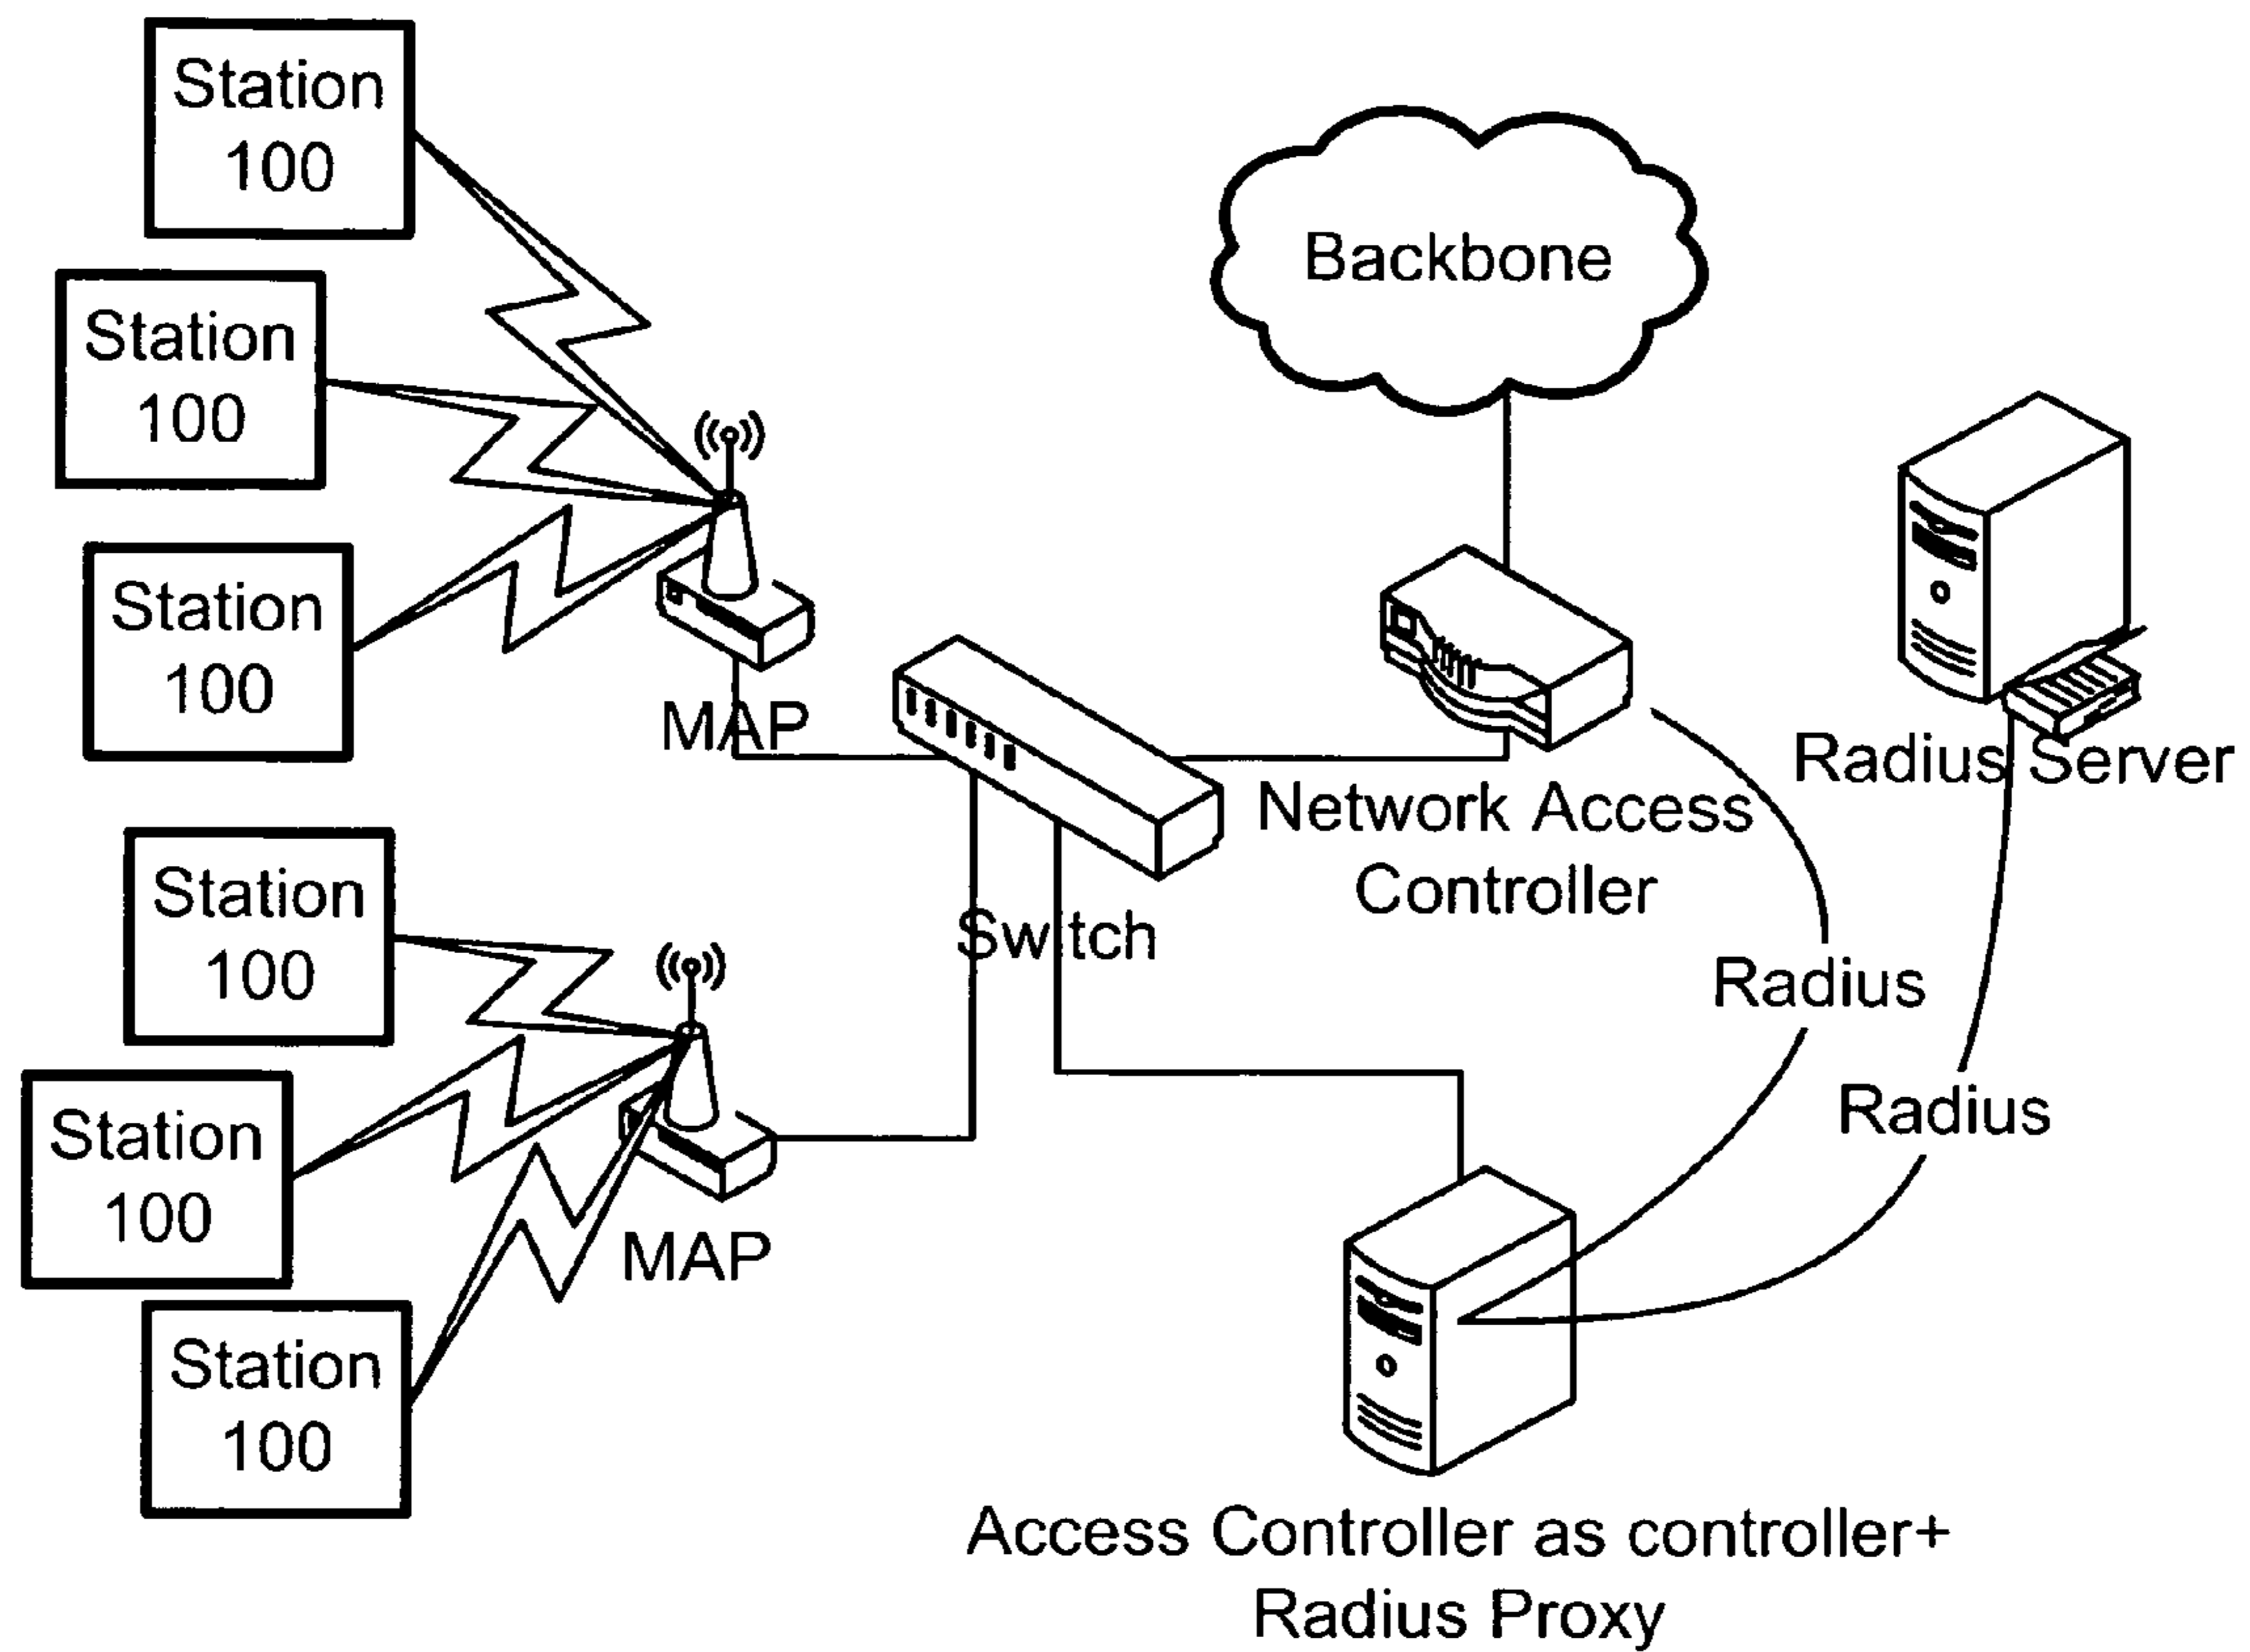 Station
100
Station
100
Station
100
Station
100
Station
100
Station
100
MAP
MAP
Switch
Backbone
Network Access
Controller
Radius Server
Radius
Radius
Access Controller as controller+
Radius Proxy